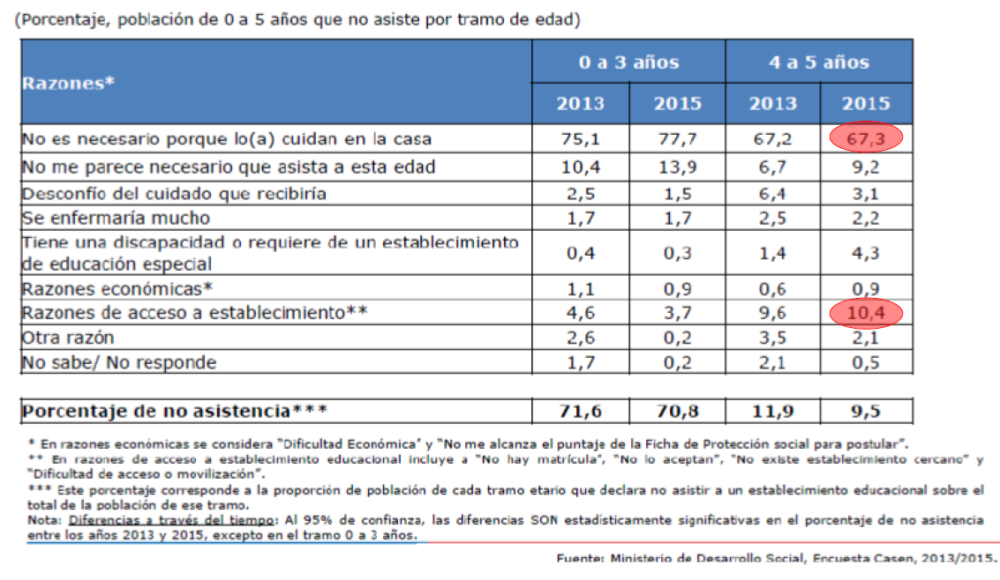 (Porcentaje, población de 0 a 5 años que no asiste por tramo de edad)
Razones* 0 a 3 años 4 a 5 años
2013 2015 2013 2015
No es necesario porque lo(a) cuidan en la casa 75,1 77,7 67,2 67,3
No me parece necesario que asista a esta edad 10,4 13,9 6,7 9,2
Desconfío del cuidado que recibiría 2,5 1,5 6,4 3,1
Se enfermaría mucho 1,7 1,7 2,5 2,2
Tiene una discapacidad o requiere de un establecimiento
de educación especial 0,4 0,3 1,4 4,3
Razones económicas* 1,1 0,9 0,6 0,9
Razones de acceso a establecimiento** 4,6 3,7 9,6 10,4
Otra razón 2,6 0,2 3,5 2,1
No sabe/ No responde 1,7 0,2 2,1 0,5
Porcentaje de no asistencia*** 71,6 70,8 11,9 9,5
* En razones económicas se considera "Dificultad Económica" y "No me alcanza el puntaje de la Ficha de Protección social para postular".
** En razones de acceso a establecimiento educacional incluye a "No hay matrícula", "No lo aceptan", "No existe establecimiento cercano" y
"Dificultad de acceso o movilización".
*** Este porcentaje corresponde a la proporción de población de cada tramo etario que declara no asistir a un establecimiento educacional sobre el
total de la población de ese tramo.
Nota: Diferencias a través del tiempo: Al 95% de confianza, las diferencias SON estadísticamente significativas en el porcentaje de no asistencia
entre los años 2013 y 2015, excepto en el tramo 0 a 3 años.
Fuente: Ministerio de Desarrollo Social, Encuesta Casen, 2013/2015.